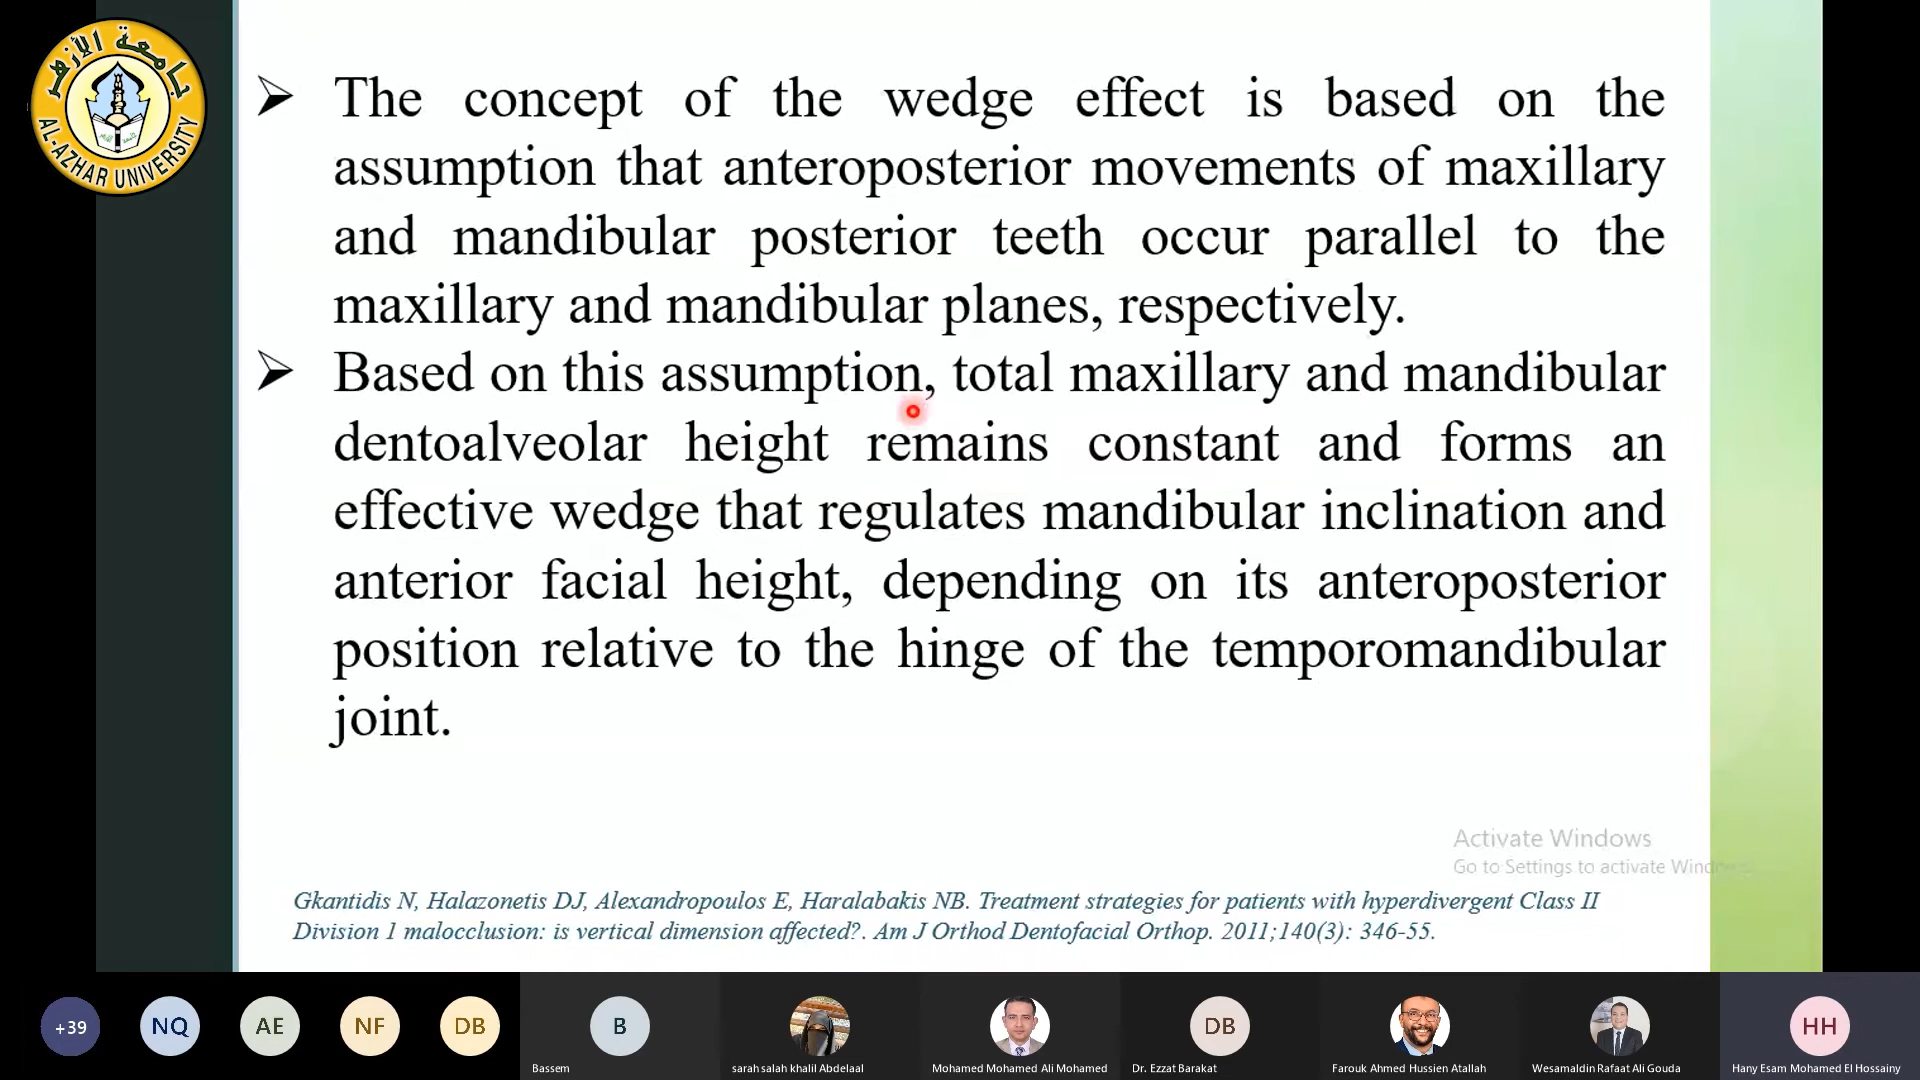 جامعة الأزهر
AL-AZHAR UNIVERSITY
➢ The concept of the wedge effect is based on the
assumption that anteroposterior movements of maxillary
and mandibular posterior teeth occur parallel to the
maxillary and mandibular planes, respectively.
➢ Based on this assumption, total maxillary and mandibular
dentoalveolar height remains constant and forms an
effective wedge that regulates mandibular inclination and
anterior facial height, depending on its anteroposterior
position relative to the hinge of the temporomandibular
joint.
Activate Windows
Go to Settings to activate Windows.
Gkantidis N, Halazonetis DJ, Alexandropoulos E, Haralabakis NB. Treatment strategies for patients with hyperdivergent Class II
Division 1 malocclusion: is vertical dimension affected?. Am J Orthod Dentofacial Orthop. 2011;140(3): 346-55.
+39
NQ
AE
NF
DB
B
DB
HH
Bassem
sarah salah khalil Abdelaal
Mohamed Mohamed Ali Mohamed
Dr. Ezzat Barakat
Farouk Ahmed Hussien Atallah
Wesamaldin Rafaat Ali Gouda
Hany Esam Mohamed El Hossainy